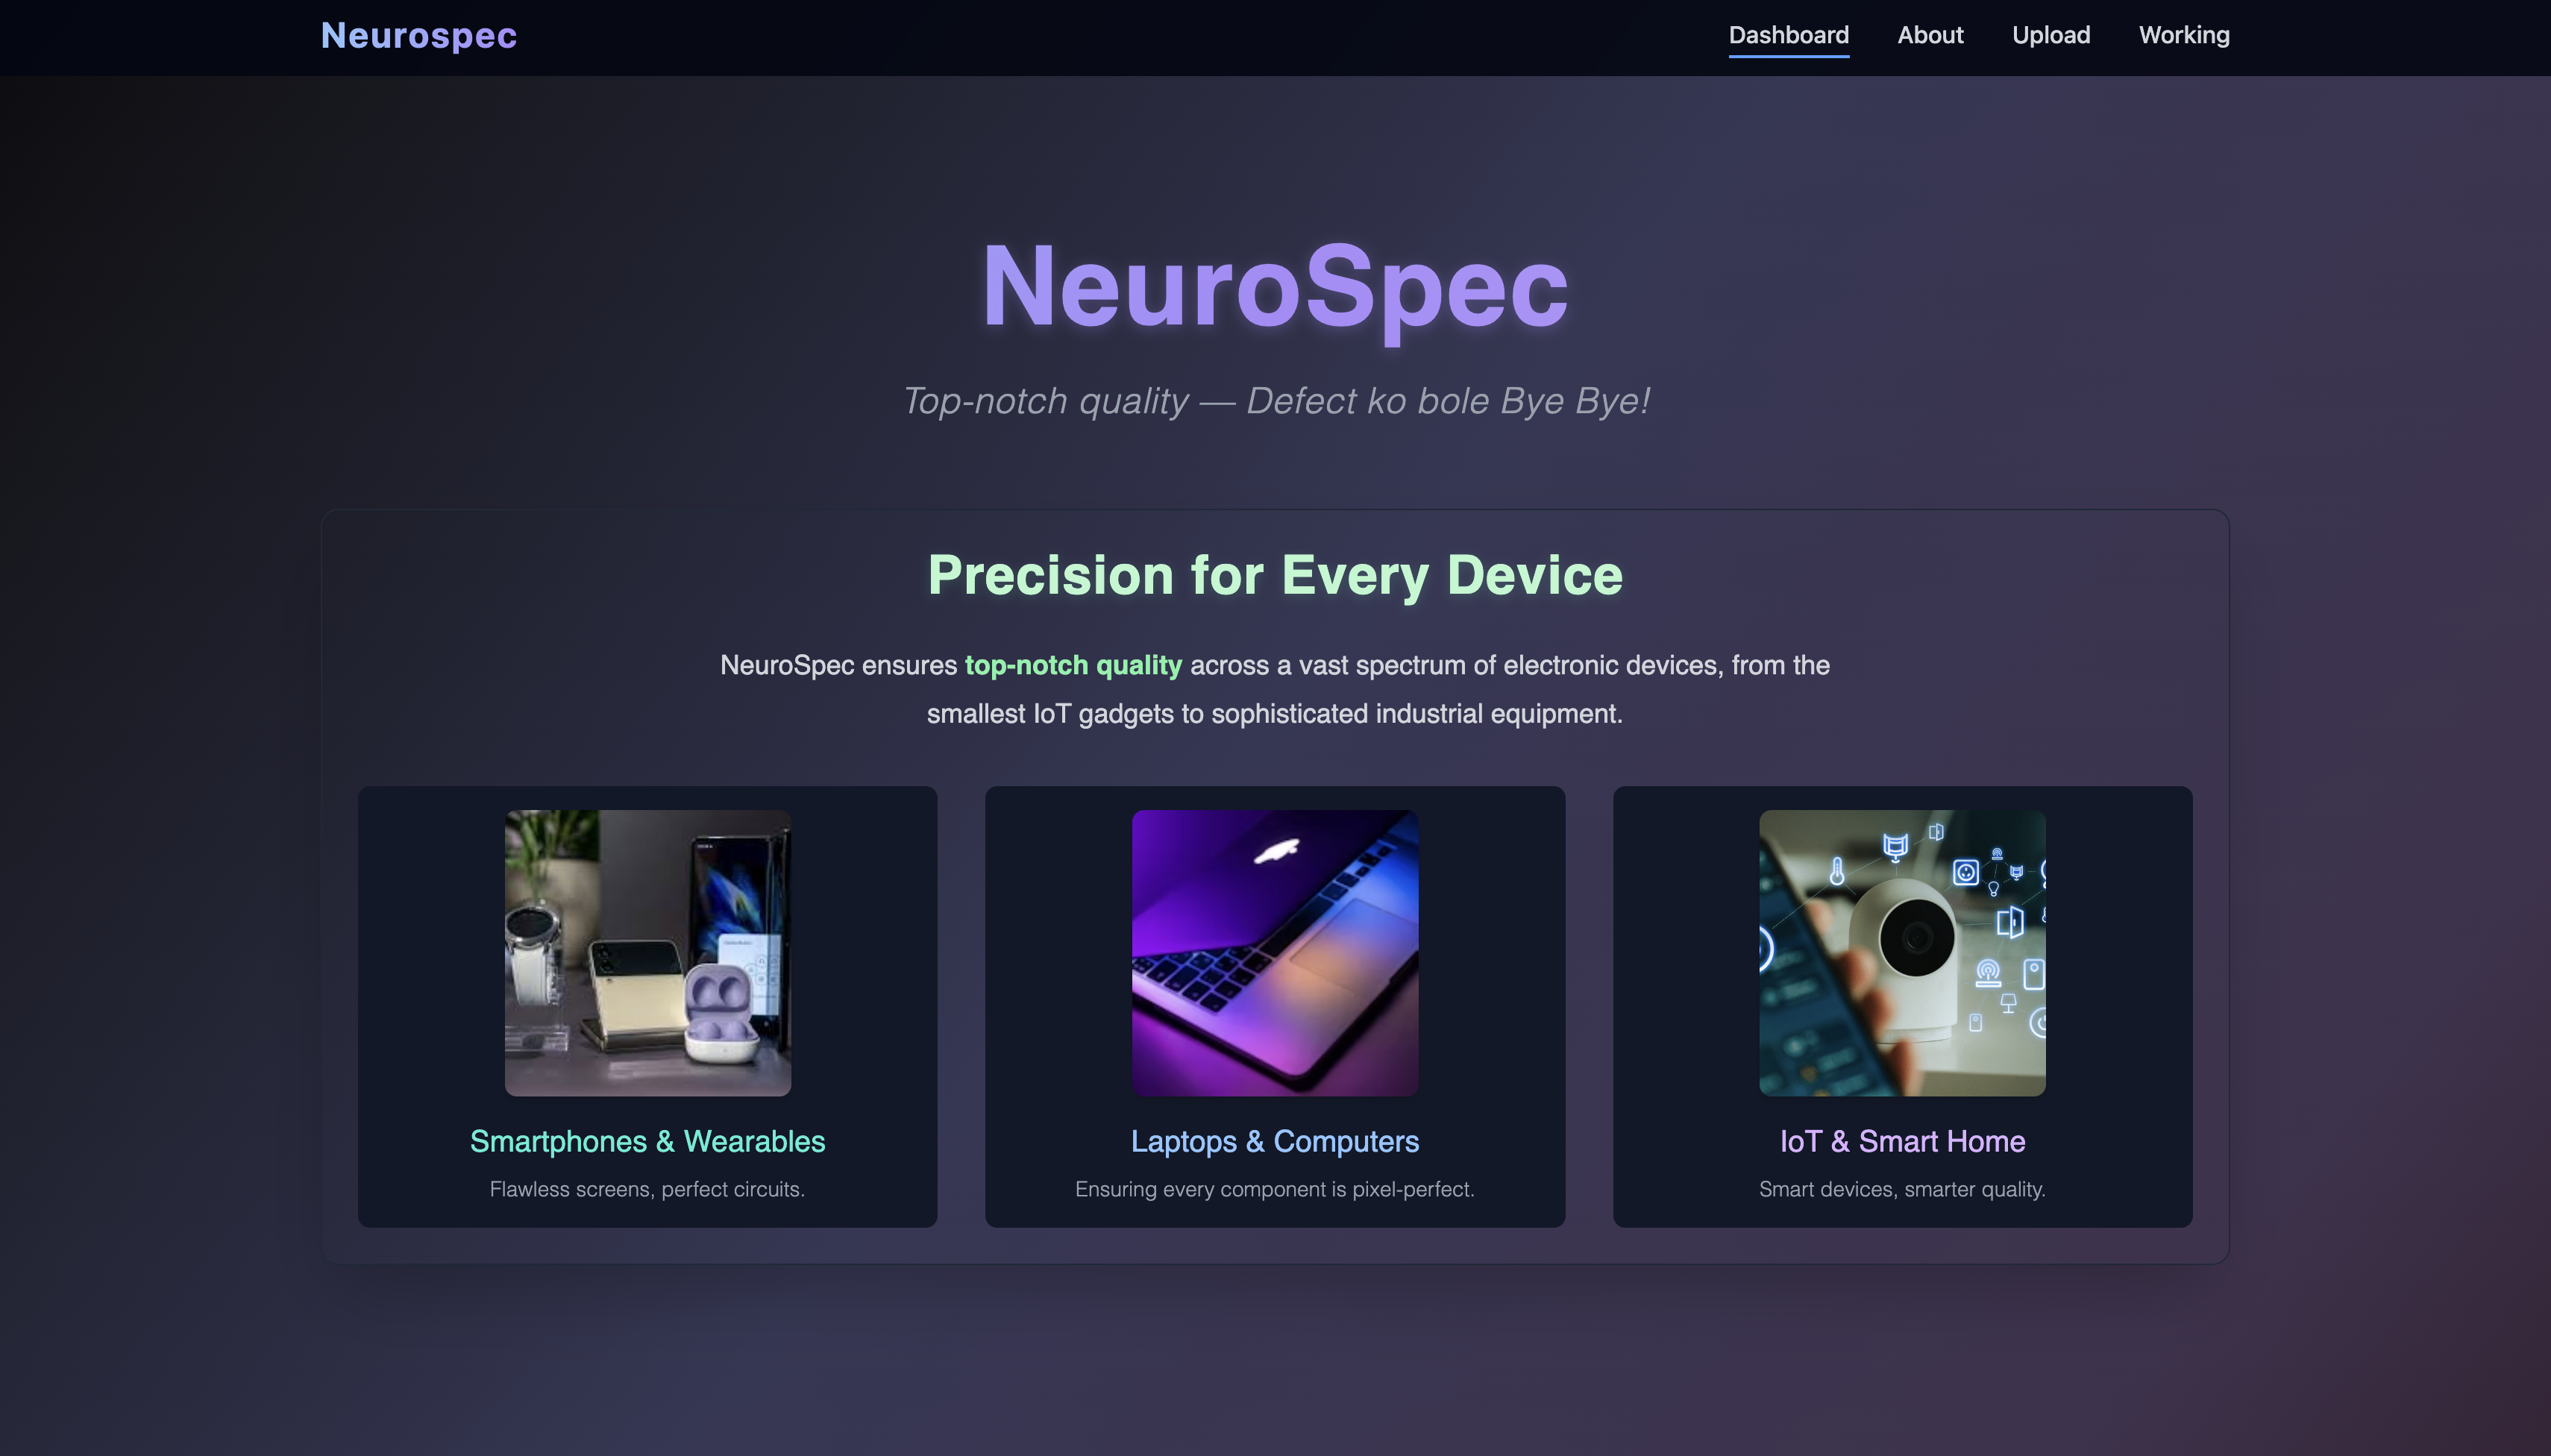 Neurospec
Dashboard
About
Upload
Working
NeuroSpec
Top-notch quality — Defect ko bole Bye Bye!
Precision for Every Device
NeuroSpec ensures top-notch quality across a vast spectrum of electronic devices, from the
smallest IoT gadgets to sophisticated industrial equipment.
Smartphones & Wearables
Flawless screens, perfect circuits.
Laptops & Computers
Ensuring every component is pixel-perfect.
IoT & Smart Home
Smart devices, smarter quality.